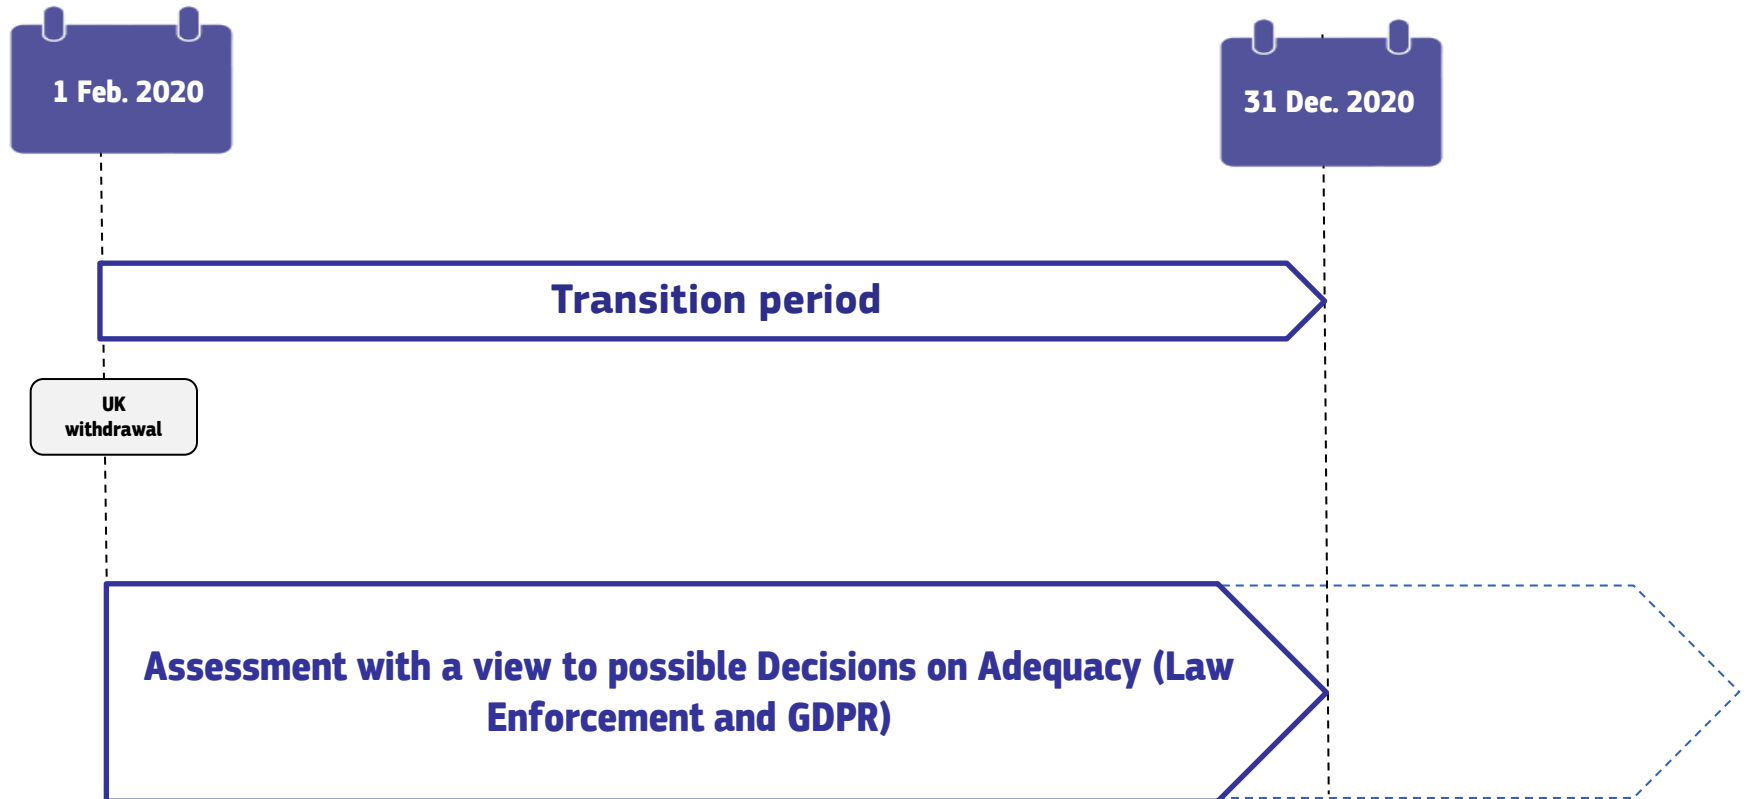 1 Feb. 2020
31 Dec. 2020
Transition period
UK
withdrawal
Assessment with a view to possible Decisions on Adequacy (Law
Enforcement and GDPR)